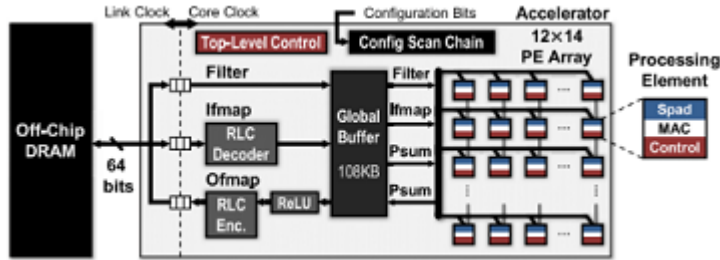 Link Clock
Core Clock
Configuration Bits
Accelerator
Top-Level Control
Config Scan Chain
12×14
PE Array
Processing
Element
Off-Chip
DRAM
64
bits
Filter
Ifmap
RLC
Decoder
Ofmap
RLC
Enc.
ReLU
Global
Buffer
108KB
Filter
Ifmap
Psum
Psum
Spad
MAC
Control